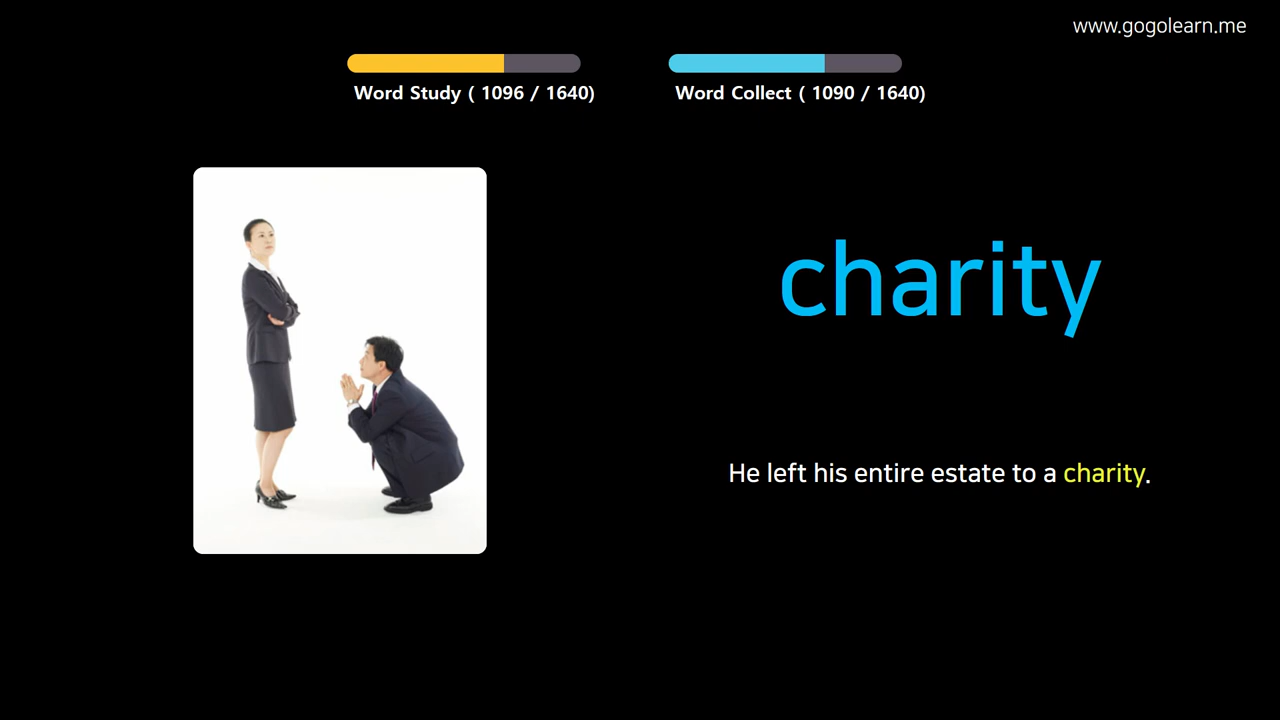 www.gogolearn.me
Word Study ( 1096 / 1640)
Word Collect ( 1090 / 1640)
charity
He left his entire estate to a charity.